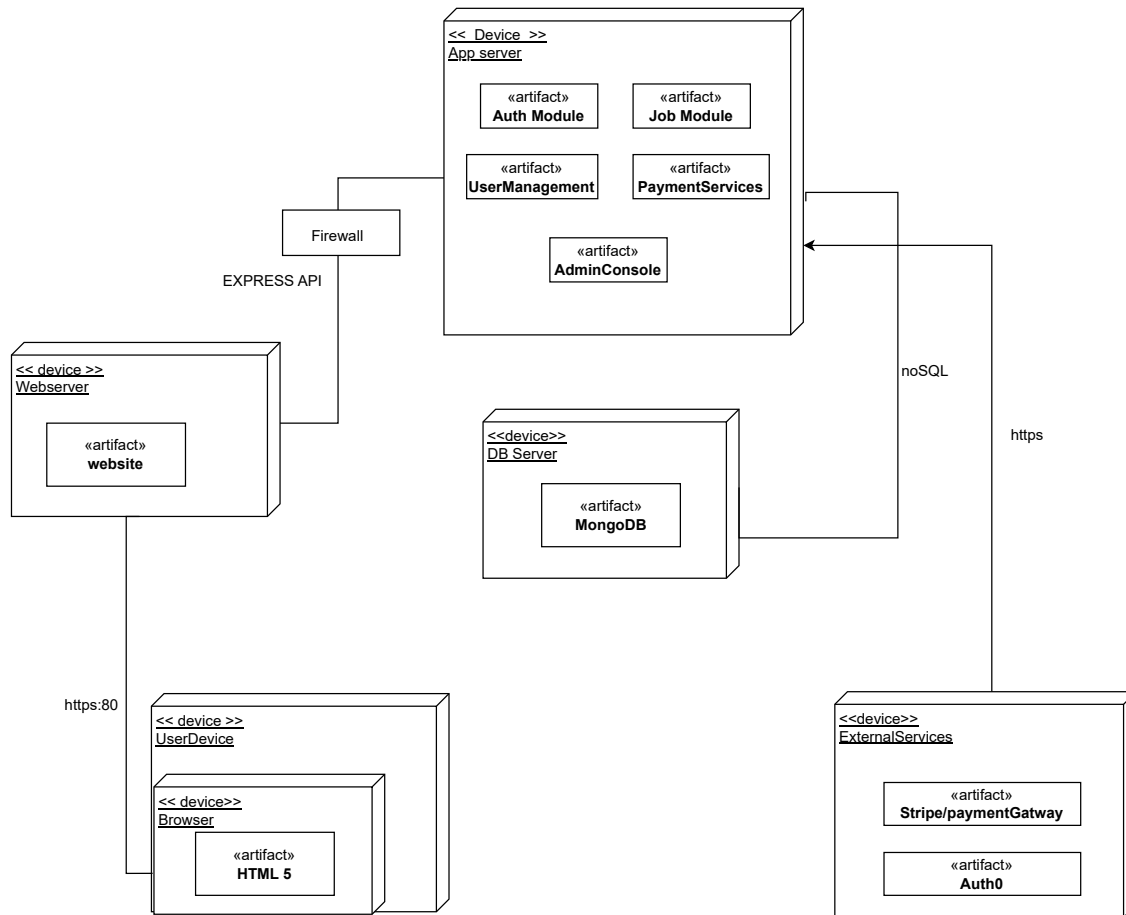 << Device >>
App server
«artifact»
Auth Module
«artifact»
Job Module
«artifact»
UserManagement
«artifact»
PaymentServices
«artifact»
AdminConsole
Firewall
EXPRESS API
<< device >>
Webserver
«artifact»
website
noSQL
<<device>>
DB Server
«artifact»
MongoDB
https
https:80
<< device >>
UserDevice
<< device>>
Browser
«artifact»
HTML 5
<<device>>
ExternalServices
«artifact»
Stripe/paymentGatway
«artifact»
Auth0